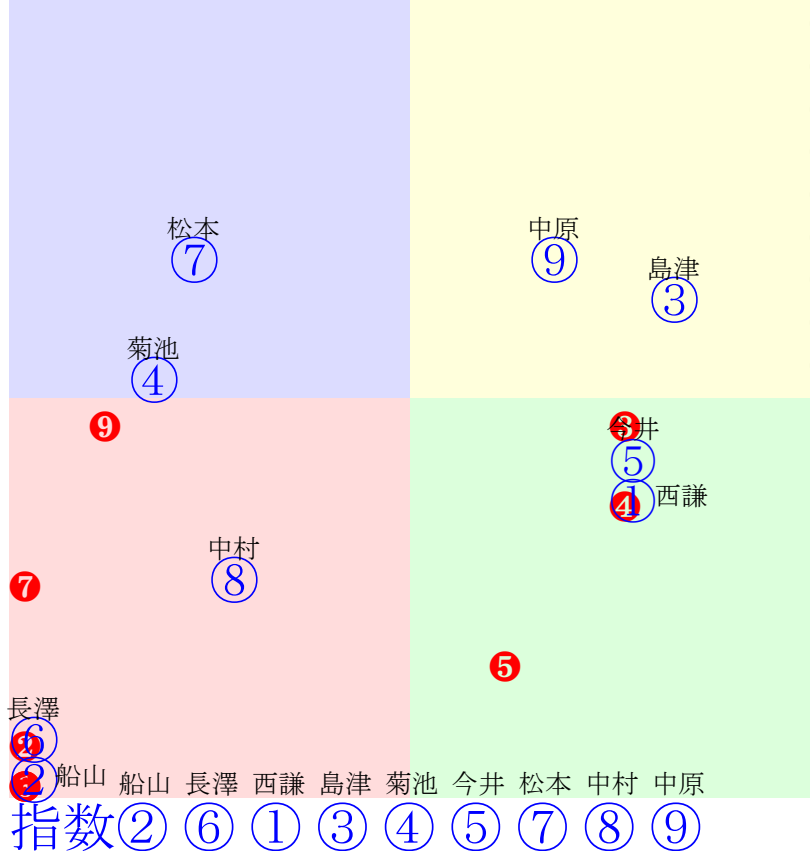 松本
⑦
中原
⑨
島津
③
菊池
④
❾
今井
⑤
①
西謙
❹
中村
⑧
❼
❺
長澤
⑥
②
船山
船山 長澤 西謙 島津 菊池 今井 松本 中村 中原
指数② ⑥ ① ③ ④ ⑤ ⑦ ⑧ ⑨